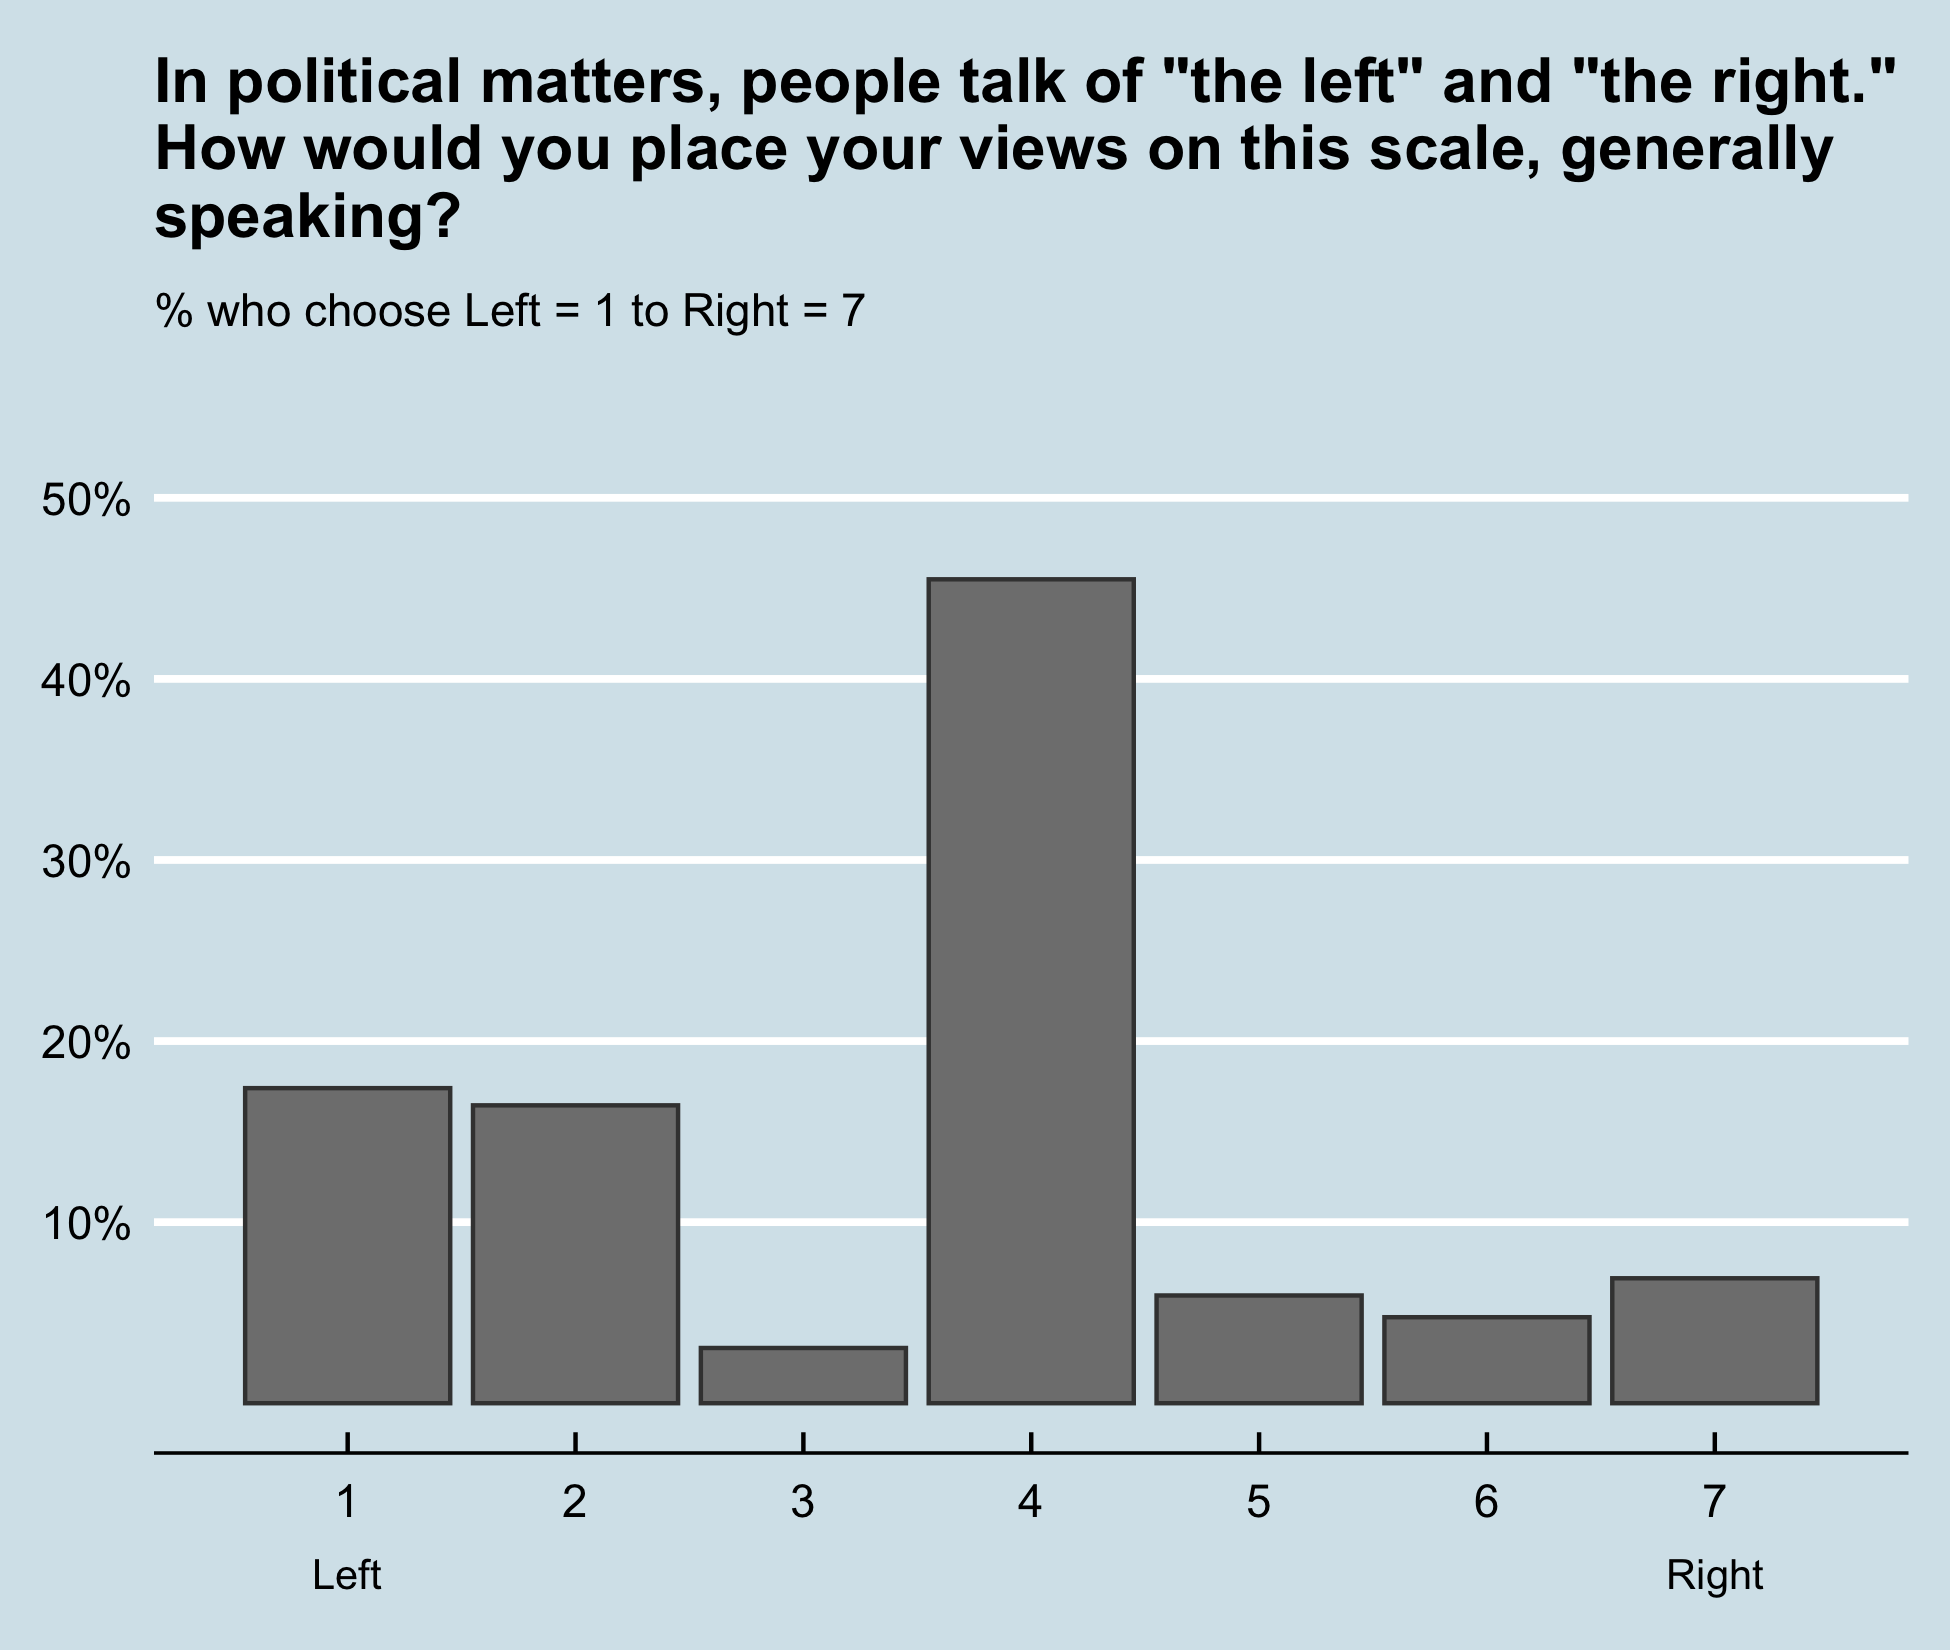 In political matters, people talk of "the left" and "the right."
How would you place your views on this scale, generally
speaking?
% who choose Left = 1 to Right = 7
50%
40%
30%
20%
10%
1 2 3 4 5 6 7
Left Right